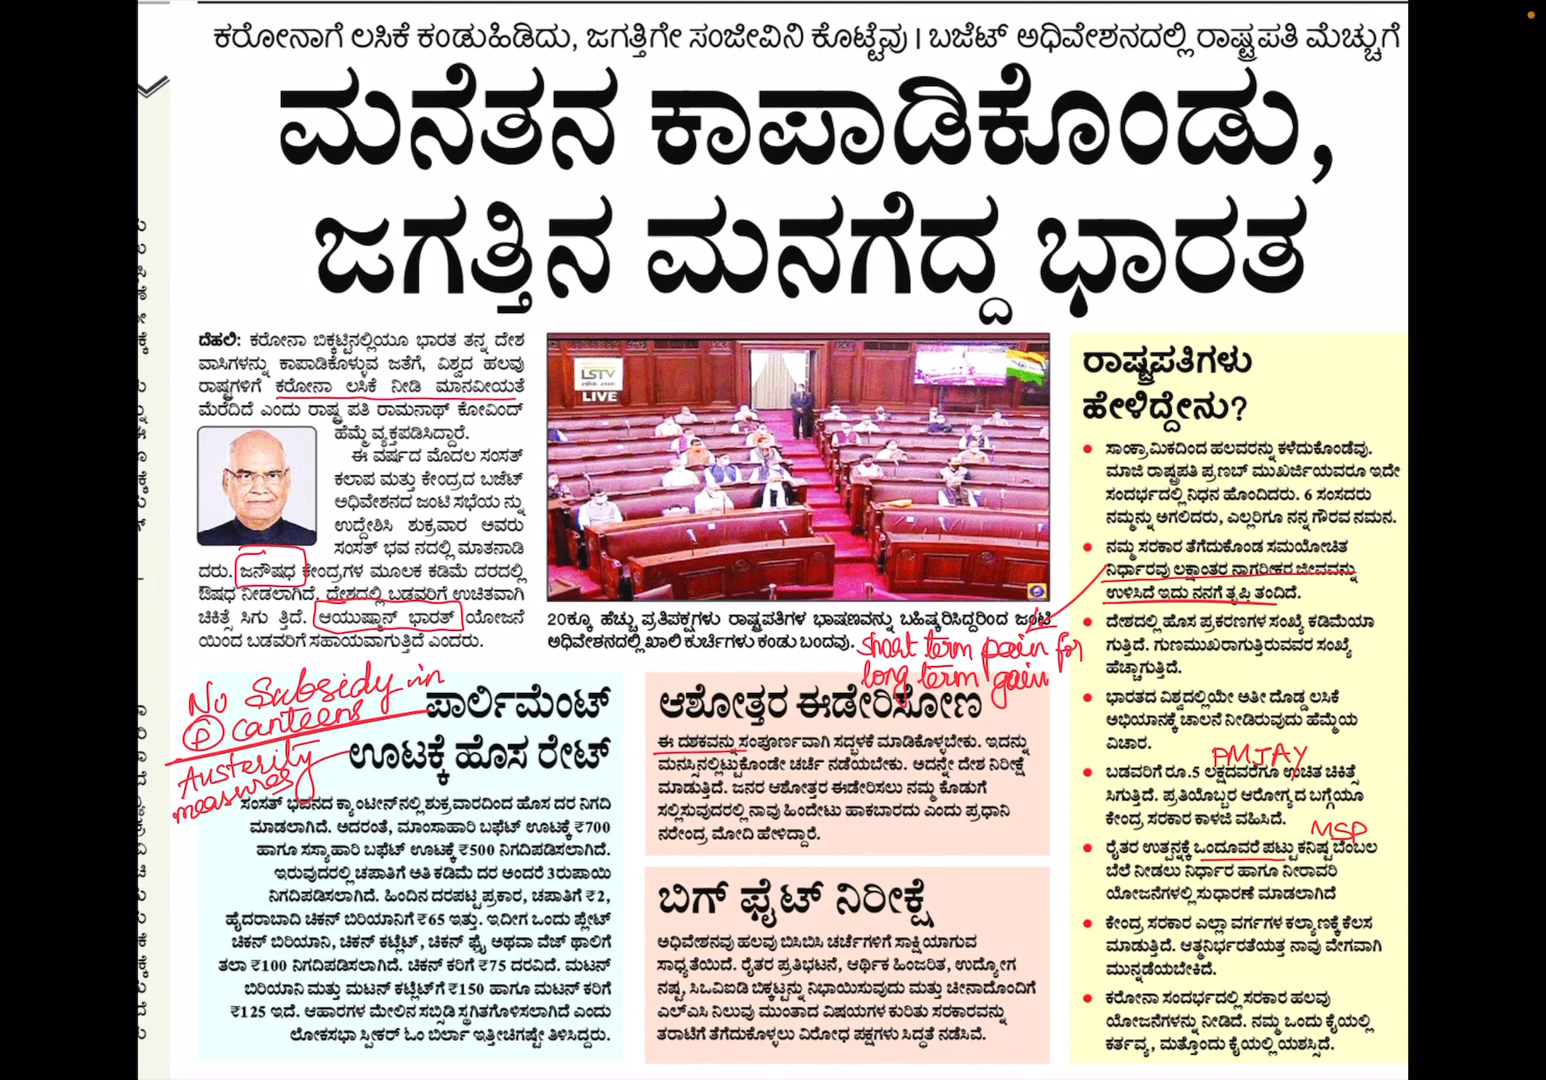 ಕರೋನಾಗೆ ಲಸಿಕೆ ಕಂಡುಹಿಡಿದು, ಜಗತ್ತಿಗೇ ಸಂಜೀವಿನಿ ಕೊಟ್ಟೆವು । ಬಜೆಟ್ ಅಧಿವೇಶನದಲ್ಲಿ ರಾಷ್ಟ್ರಪತಿ ಮೆಚ್ಚುಗೆ
ಮನೆತನ ಕಾಪಾಡಿಕೊಂಡು,
ಜಗತ್ತಿನ ಮನಗೆದ್ದ ಭಾರತ
ದೆಹಲಿ: ಕರೋನಾ ಬಿಕ್ಕಟ್ಟಿನಲ್ಲಿಯೂ ಭಾರತ ತನ್ನ ದೇಶ
ವಾಸಿಗಳನ್ನು ಕಾಪಾಡಿಕೊಳ್ಳುವ ಜತೆಗೆ, ವಿಶ್ವದ ಹಲವು
ರಾಷ್ಟ್ರಗಳಿಗೆ ಕರೋನಾ ಲಸಿಕೆ ನೀಡಿ ಮಾನವೀಯತೆ
ಮೆರೆದಿದೆ ಎಂದು ರಾಷ್ಟ್ರ ಪತಿ ರಾಮನಾಥ್ ಕೋವಿಂದ್
ಹೆಮ್ಮೆ ವ್ಯಕ್ತಪಡಿಸಿದ್ದಾರೆ.
ಈ ವರ್ಷದ ಮೊದಲ ಸಂಸತ್
ಕಲಾಪ ಮತ್ತು ಕೇಂದ್ರದ ಬಜೆಟ್
ಅಧಿವೇಶನದ ಜಂಟಿ ಸಭೆಯ ನ್ನು
ಉದ್ದೇಶಿಸಿ ಶುಕ್ರವಾರ ಅವರು
ಸಂಸತ್ ಭವ ನದಲ್ಲಿ ಮಾತನಾಡಿ
ದರು. ಜನೌಷಧ ಕೇಂದ್ರಗಳ ಮೂಲಕ ಕಡಿಮೆ ದರದಲ್ಲಿ
ಔಷಧ ನೀಡಲಾಗಿದೆ. ದೇಶದಲ್ಲಿ ಬಡವರಿಗೆ ಉಚಿತವಾಗಿ
ಚಿಕಿತ್ಸೆ ಸಿಗು ತ್ತಿದೆ. ಆಯುಷ್ಮಾನ್ ಭಾರತ್ ಯೋಜನೆ
ಯಿಂದ ಬಡವರಿಗೆ ಸಹಾಯವಾಗುತ್ತಿದೆ ಎಂದರು.
LSTV
LIVE
20ಕ್ಕೂ ಹೆಚ್ಚು ಪ್ರತಿಪಕ್ಷಗಳು ರಾಷ್ಟ್ರಪತಿಗಳ ಭಾಷಣವನ್ನು ಬಹಿಷ್ಕರಿಸಿದ್ದರಿಂದ ಜಂಟಿ
ಅಧಿವೇಶನದಲ್ಲಿ ಖಾಲಿ ಕುರ್ಚಿಗಳು ಕಂಡು ಬಂದವು.
short term pain for
long term gain
No Subsidy in
P canteens
Austerity
measures
ಪಾರ್ಲಿಮೆಂಟ್
ಊಟಕ್ಕೆ ಹೊಸ ರೇಟ್
ಸಂಸತ್ ಭವನದ ಕ್ಯಾಂಟೀನ್‌ನಲ್ಲಿ ಶುಕ್ರವಾರದಿಂದ ಹೊಸ ದರ ನಿಗದಿ
ಮಾಡಲಾಗಿದೆ. ಅದರಂತೆ, ಮಾಂಸಾಹಾರಿ ಬಫೆಟ್ ಊಟಕ್ಕೆ ₹700
ಹಾಗೂ ಸಸ್ಯಾಹಾರಿ ಬಫೆಟ್ ಊಟಕ್ಕೆ ₹500 ನಿಗದಿಪಡಿಸಲಾಗಿದೆ.
ಇರುವುದರಲ್ಲಿ ಚಪಾತಿಗೆ ಅತಿ ಕಡಿಮೆ ದರ ಅಂದರೆ 3ರುಪಾಯಿ
ನಿಗದಿಪಡಿಸಲಾಗಿದೆ. ಹಿಂದಿನ ದರಪಟ್ಟಿ ಪ್ರಕಾರ, ಚಪಾತಿಗೆ ₹2,
ಹೈದರಾಬಾದಿ ಚಿಕನ್ ಬಿರಿಯಾನಿಗೆ ₹65 ಇತ್ತು. ಇದೀಗ ಒಂದು ಪ್ಲೇಟ್
ಚಿಕನ್ ಬಿರಿಯಾನಿ, ಚಿಕನ್ ಕಟ್ಲೆಟ್, ಚಿಕನ್ ಫ್ರೈ ಅಥವಾ ವೆಜ್ ಥಾಲಿಗೆ
ತಲಾ ₹100 ನಿಗದಿಪಡಿಸಲಾಗಿದೆ. ಚಿಕನ್ ಕರಿಗೆ ₹75 ದರವಿದೆ. ಮಟನ್
ಬಿರಿಯಾನಿ ಮತ್ತು ಮಟನ್ ಕಟ್ಲೆಟ್‌ಗೆ ₹150 ಹಾಗೂ ಮಟನ್ ಕರಿಗೆ
₹125 ಇದೆ. ಆಹಾರಗಳ ಮೇಲಿನ ಸಬ್ಸಿಡಿ ಸ್ಥಗಿತಗೊಳಿಸಲಾಗಿದೆ ಎಂದು
ಲೋಕಸಭಾ ಸ್ಪೀಕರ್ ಓಂ ಬಿರ್ಲಾ ಇತ್ತೀಚಿಗಷ್ಟೇ ತಿಳಿಸಿದ್ದರು.
ಆಶೋತ್ತರ ಈಡೇರಿಸೋಣ
ಈ ದಶಕವನ್ನು ಸಂಪೂರ್ಣವಾಗಿ ಸದ್ಭಳಕೆ ಮಾಡಿಕೊಳ್ಳಬೇಕು. ಇದನ್ನು
ಮನಸ್ಸಿನಲ್ಲಿಟ್ಟುಕೊಂಡೇ ಚರ್ಚೆ ನಡೆಯಬೇಕು. ಅದನ್ನೇ ದೇಶ ನಿರೀಕ್ಷೆ
ಮಾಡುತ್ತಿದೆ. ಜನರ ಆಶೋತ್ತರ ಈಡೇರಿಸಲು ನಮ್ಮ ಕೊಡುಗೆ
ಸಲ್ಲಿಸುವುದರಲ್ಲಿ ನಾವು ಹಿಂದೇಟು ಹಾಕಬಾರದು ಎಂದು ಪ್ರಧಾನಿ
ನರೇಂದ್ರ ಮೋದಿ ಹೇಳಿದ್ದಾರೆ.
ಬಿಗ್ ಫೈಟ್ ನಿರೀಕ್ಷೆ
ಅಧಿವೇಶನವು ಹಲವು ಬಿಸಿಬಿಸಿ ಚರ್ಚೆಗಳಿಗೆ ಸಾಕ್ಷಿಯಾಗುವ
ಸಾಧ್ಯತೆಯಿದೆ. ರೈತರ ಪ್ರತಿಭಟನೆ, ಆರ್ಥಿಕ ಹಿಂಜರಿತ, ಉದ್ಯೋಗ
ನಷ್ಟ, ಸಿಒವಿಐಡಿ ಬಿಕ್ಕಟ್ಟನ್ನು ನಿಭಾಯಿಸುವುದು ಮತ್ತು ಚೀನಾದೊಂದಿಗೆ
ಎಲ್‌ಎಸಿ ನಿಲುವು ಮುಂತಾದ ವಿಷಯಗಳ ಕುರಿತು ಸರಕಾರವನ್ನು
ತರಾಟೆಗೆ ತೆಗೆದುಕೊಳ್ಳಲು ವಿರೋಧ ಪಕ್ಷಗಳು ಸಿದ್ಧತೆ ನಡೆಸಿವೆ.
ರಾಷ್ಟ್ರಪತಿಗಳು
ಹೇಳಿದ್ದೇನು?
ಸಾಂಕ್ರಾಮಿಕದಿಂದ ಹಲವರನ್ನು ಕಳೆದುಕೊಂಡೆವು.
ಮಾಜಿ ರಾಷ್ಟ್ರಪತಿ ಪ್ರಣಬ್ ಮುಖರ್ಜಿಯವರೂ ಇದೇ
ಸಂದರ್ಭದಲ್ಲಿ ನಿಧನ ಹೊಂದಿದರು. 6 ಸಂಸದರು
ನಮ್ಮನ್ನು ಅಗಲಿದರು, ಎಲ್ಲರಿಗೂ ನನ್ನ ಗೌರವ ನಮನ.
ನಮ್ಮ ಸರಕಾರ ತೆಗೆದುಕೊಂಡ ಸಮಯೋಚಿತ
ನಿರ್ಧಾರವು ಲಕ್ಷಾಂತರ ನಾಗರೀಕರ ಜೀವವನ್ನು
ಉಳಿಸಿದೆ ಇದು ನನಗೆ ತೃಪ್ತಿ ತಂದಿದೆ.
ದೇಶದಲ್ಲಿ ಹೊಸ ಪ್ರಕರಣಗಳ ಸಂಖ್ಯೆ ಕಡಿಮೆಯಾ
ಗುತ್ತಿದೆ. ಗುಣಮುಖರಾಗುತ್ತಿರುವವರ ಸಂಖ್ಯೆ
ಹೆಚ್ಚಾಗುತ್ತಿದೆ.
ಭಾರತದ ವಿಶ್ವದಲ್ಲಿಯೇ ಅತೀ ದೊಡ್ಡ ಲಸಿಕೆ
ಅಭಿಯಾನಕ್ಕೆ ಚಾಲನೆ ನೀಡಿರುವುದು ಹೆಮ್ಮೆಯ
ವಿಚಾರ.
PMJAY
ಬಡವರಿಗೆ ರೂ.5 ಲಕ್ಷದವರೆಗೂ ಉಚಿತ ಚಿಕಿತ್ಸೆ
ಸಿಗುತ್ತಿದೆ. ಪ್ರತಿಯೊಬ್ಬರ ಆರೋಗ್ಯದ ಬಗ್ಗೆಯೂ
ಕೇಂದ್ರ ಸರಕಾರ ಕಾಳಜಿ ವಹಿಸಿದೆ.
MSP
ರೈತರ ಉತ್ಪನ್ನಕ್ಕೆ ಒಂದೂವರೆ ಪಟ್ಟು ಕನಿಷ್ಟ ಬೆಂಬಲ
ಬೆಲೆ ನೀಡಲು ನಿರ್ಧಾರ ಹಾಗೂ ನೀರಾವರಿ
ಯೋಜನೆಗಳಲ್ಲಿ ಸುಧಾರಣೆ ಮಾಡಲಾಗಿದೆ
ಕೇಂದ್ರ ಸರಕಾರ ಎಲ್ಲಾ ವರ್ಗಗಳ ಕಲ್ಯಾಣಕ್ಕೆ ಕೆಲಸ
ಮಾಡುತ್ತಿದೆ. ಆತ್ಮನಿರ್ಭರತೆಯತ್ತ ನಾವು ವೇಗವಾಗಿ
ಮುನ್ನಡೆಯಬೇಕಿದೆ.
ಕರೋನಾ ಸಂದರ್ಭದಲ್ಲಿ ಸರಕಾರ ಹಲವು
ಯೋಜನೆಗಳನ್ನು ನೀಡಿದೆ. ನಮ್ಮ ಒಂದು ಕೈಯಲ್ಲಿ
ಕರ್ತವ್ಯ, ಮತ್ತೊಂದು ಕೈಯಲ್ಲಿ ಯಶಸ್ಸಿದೆ.